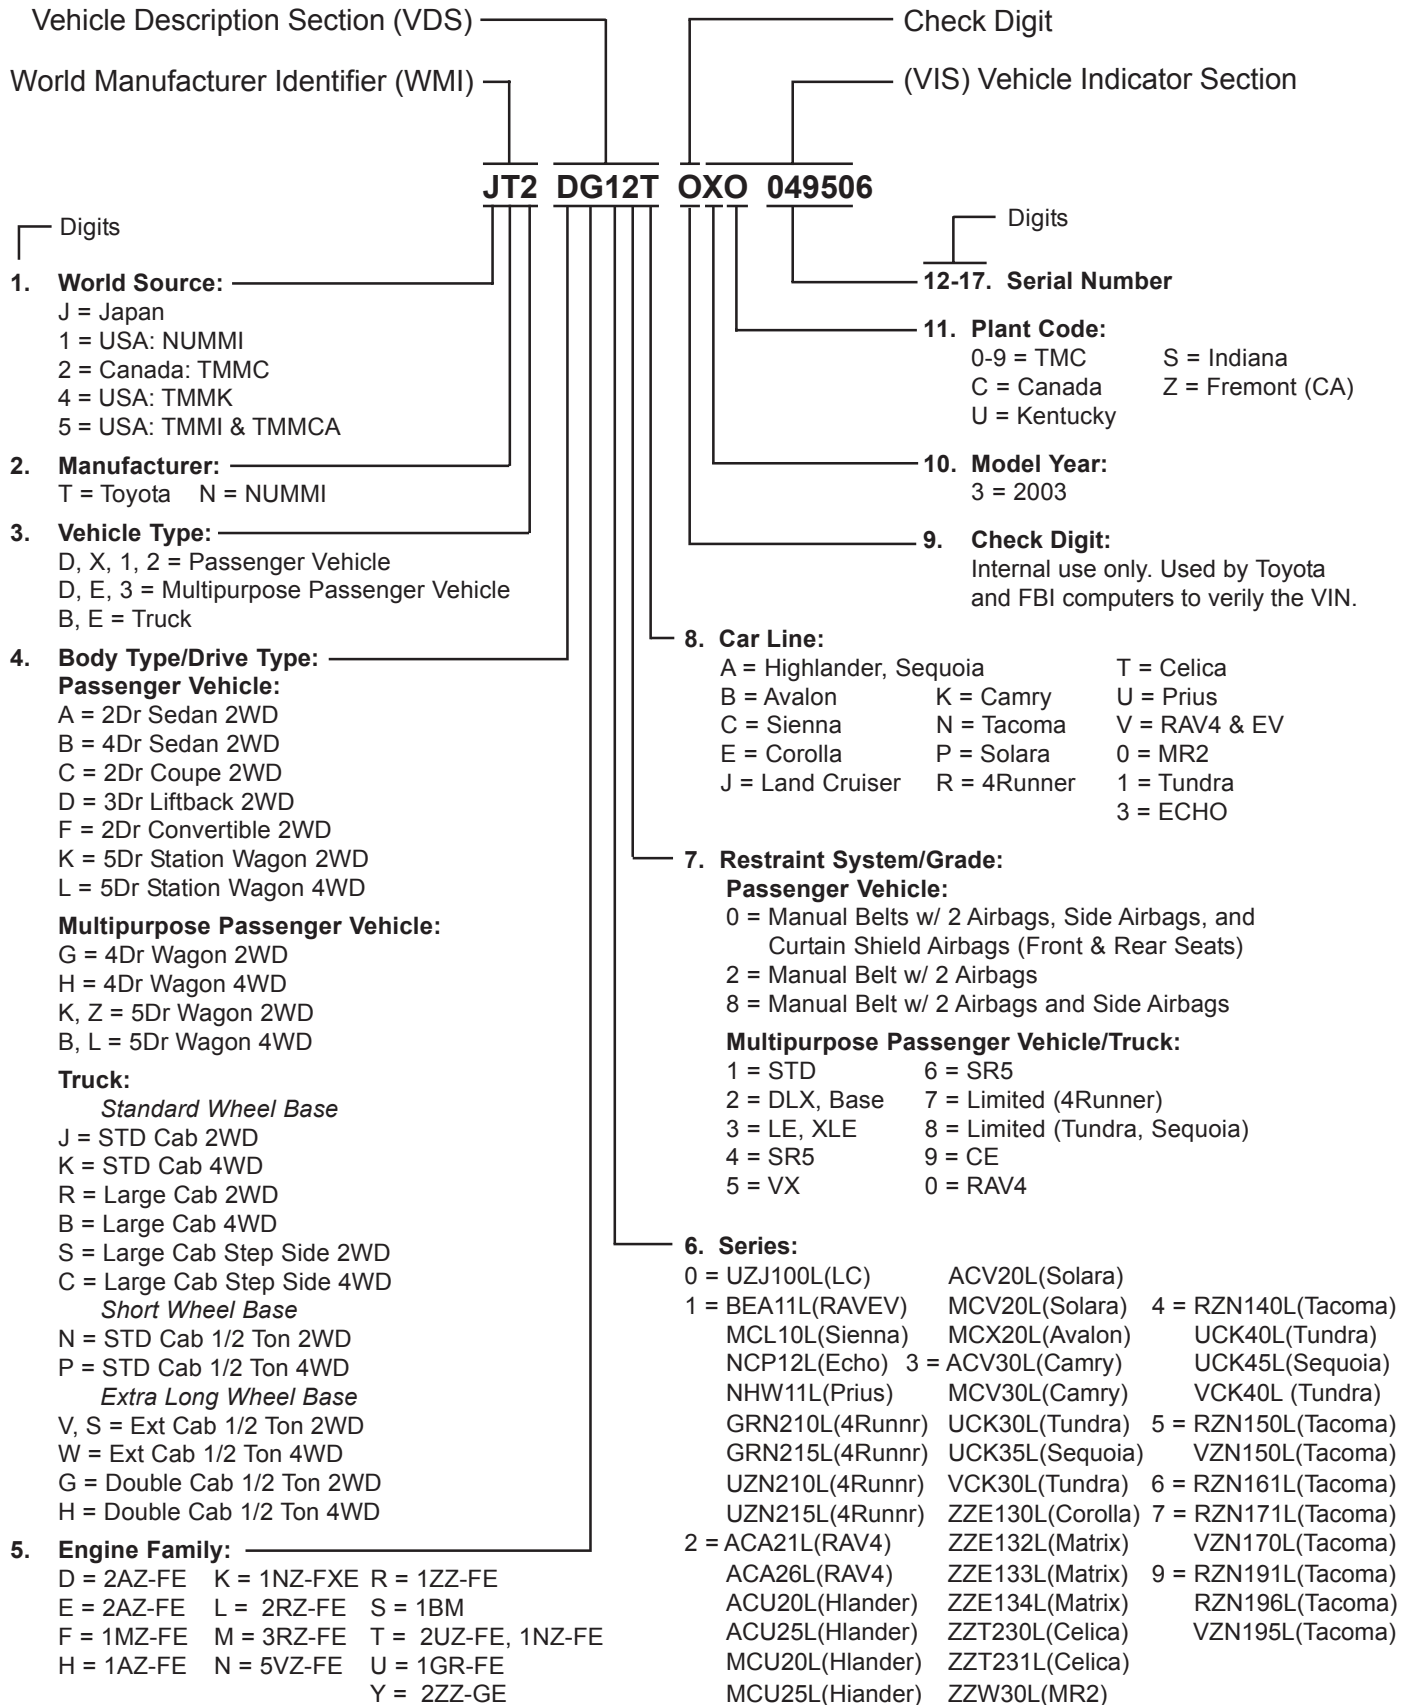 Vehicle Description Section (VDS)
Check Digit
World Manufacturer Identifier (WMI)
(VIS) Vehicle Indicator Section
JT2 DG12T OXO 049506
Digits
1. World Source:
J = Japan
1 = USA: NUMMI
2 = Canada: TMMC
4 = USA: TMMK
5 = USA: TMMI & TMMCA
2. Manufacturer:
T = Toyota N = NUMMI
3. Vehicle Type:
D, X, 1, 2 = Passenger Vehicle
D, E, 3 = Multipurpose Passenger Vehicle
B, E = Truck
4. Body Type/Drive Type:
Passenger Vehicle:
A = 2Dr Sedan 2WD
B = 4Dr Sedan 2WD
C = 2Dr Coupe 2WD
D = 3Dr Liftback 2WD
F = 2Dr Convertible 2WD
K = 5Dr Station Wagon 2WD
L = 5Dr Station Wagon 4WD
Multipurpose Passenger Vehicle:
G = 4Dr Wagon 2WD
H = 4Dr Wagon 4WD
K, Z = 5Dr Wagon 2WD
B, L = 5Dr Wagon 4WD
Truck:
Standard Wheel Base
J = STD Cab 2WD
K = STD Cab 4WD
R = Large Cab 2WD
B = Large Cab 4WD
S = Large Cab Step Side 2WD
C = Large Cab Step Side 4WD
Short Wheel Base
N = STD Cab 1/2 Ton 2WD
P = STD Cab 1/2 Ton 4WD
Extra Long Wheel Base
V, S = Ext Cab 1/2 Ton 2WD
W = Ext Cab 1/2 Ton 4WD
G = Double Cab 1/2 Ton 2WD
H = Double Cab 1/2 Ton 4WD
5. Engine Family:
D = 2AZ-FE K = 1NZ-FXE R = 1ZZ-FE
E = 2AZ-FE L = 2RZ-FE S = 1BM
F = 1MZ-FE M = 3RZ-FE T = 2UZ-FE, 1NZ-FE
H = 1AZ-FE N = 5VZ-FE U = 1GR-FE
Y = 2ZZ-GE
Digits
12-17. Serial Number
11. Plant Code:
0-9 = TMC S = Indiana
C = Canada Z = Fremont (CA)
U = Kentucky
10. Model Year:
3 = 2003
9. Check Digit:
Internal use only. Used by Toyota
and FBI computers to verily the VIN.
8. Car Line:
A = Highlander, Sequoia T = Celica
B = Avalon K = Camry U = Prius
C = Sienna N = Tacoma V = RAV4 & EV
E = Corolla P = Solara 0 = MR2
J = Land Cruiser R = 4Runner 1 = Tundra
3 = ECHO
7. Restraint System/Grade:
Passenger Vehicle:
0 = Manual Belts w/ 2 Airbags, Side Airbags, and
Curtain Shield Airbags (Front & Rear Seats)
2 = Manual Belt w/ 2 Airbags
8 = Manual Belt w/ 2 Airbags and Side Airbags
Multipurpose Passenger Vehicle/Truck:
1 = STD 6 = SR5
2 = DLX, Base 7 = Limited (4Runner)
3 = LE, XLE 8 = Limited (Tundra, Sequoia)
4 = SR5 9 = CE
5 = VX 0 = RAV4
6. Series:
0 = UZJ100L(LC) ACV20L(Solara)
1 = BEA11L(RAVEV) MCV20L(Solara) 4 = RZN140L(Tacoma)
MCL10L(Sienna) MCX20L(Avalon) UCK40L(Tundra)
NCP12L(Echo) 3 = ACV30L(Camry) UCK45L(Sequoia)
NHW11L(Prius) MCV30L(Camry) VCK40L (Tundra)
GRN210L(4Runnr) UCK30L(Tundra) 5 = RZN150L(Tacoma)
GRN215L(4Runnr) UCK35L(Sequoia) VZN150L(Tacoma)
UZN210L(4Runnr) VCK30L(Tundra) 6 = RZN161L(Tacoma)
UZN215L(4Runnr) ZZE130L(Corolla) 7 = RZN171L(Tacoma)
2 = ACA21L(RAV4) ZZE132L(Matrix) VZN170L(Tacoma)
ACA26L(RAV4) ZZE133L(Matrix) 9 = RZN191L(Tacoma)
ACU20L(Hlander) ZZE134L(Matrix) RZN196L(Tacoma)
ACU25L(Hlander) ZZT230L(Celica) VZN195L(Tacoma)
MCU20L(Hlander) ZZT231L(Celica)
MCU25L(Hiander) ZZW30L(MR2)